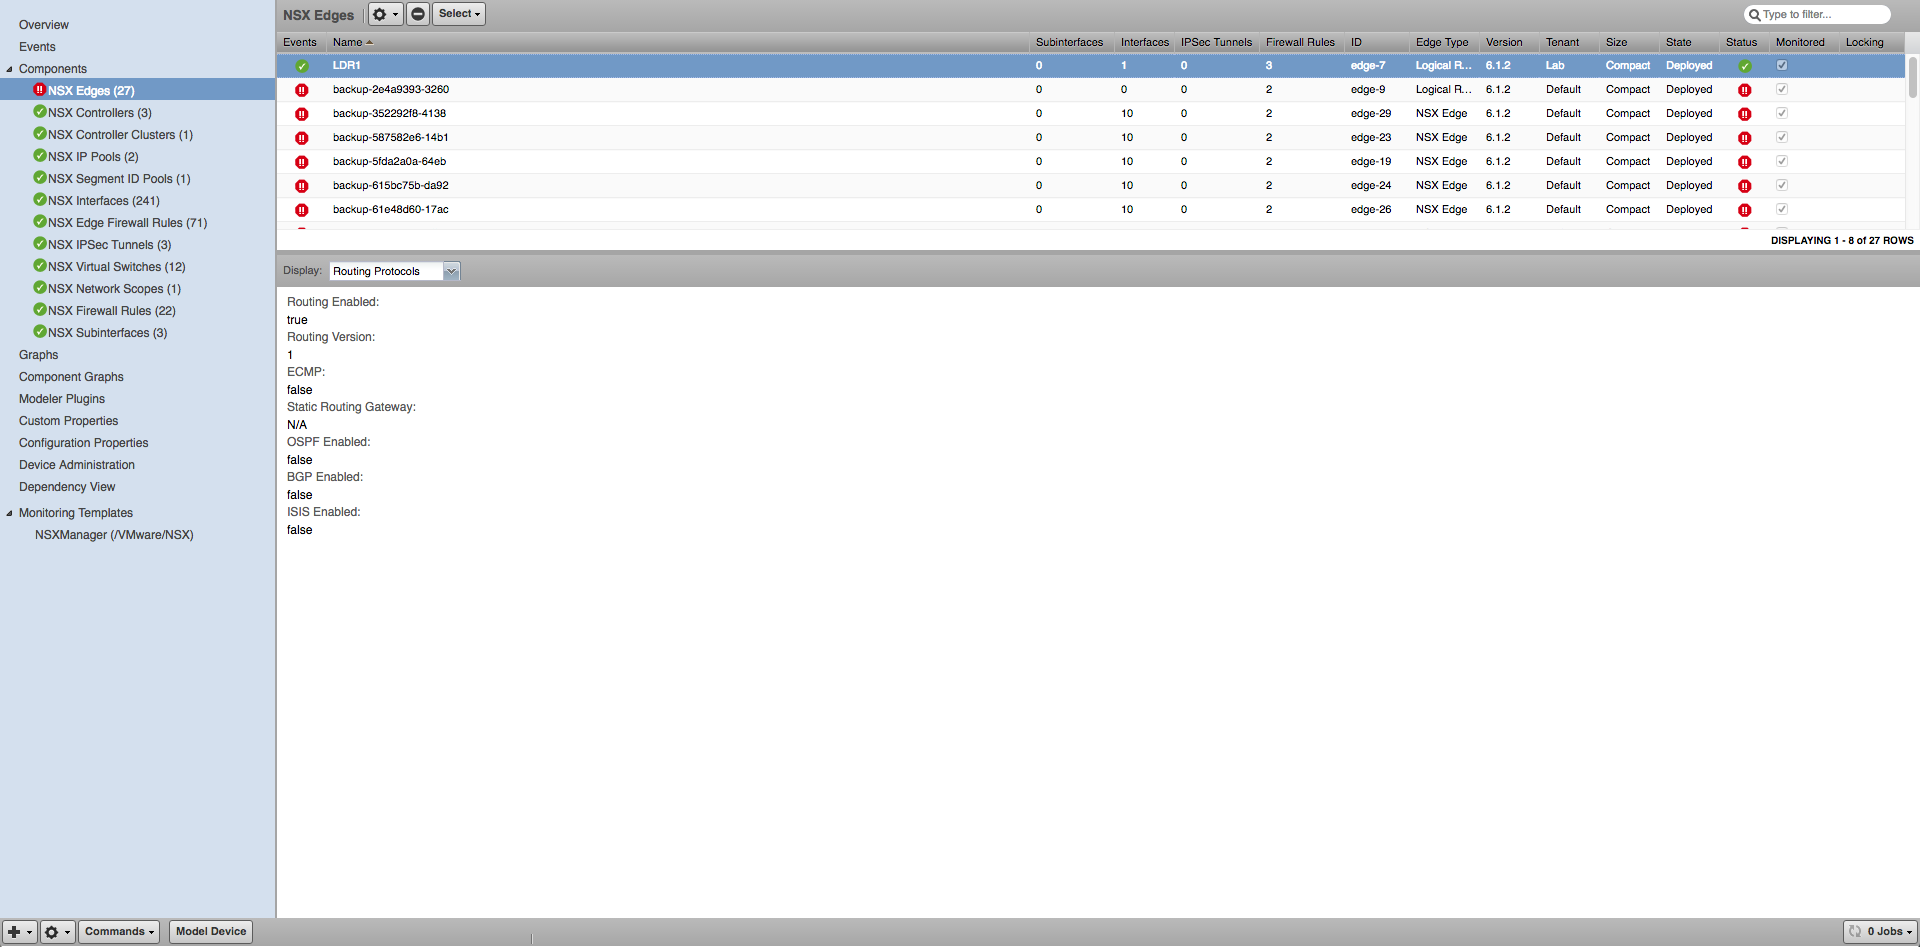 Overview
Events
Components
NSX Edges (27)
NSX Controllers (3)
NSX Controller Clusters (1)
NSX IP Pools (2)
NSX Segment ID Pools (1)
NSX Interfaces (241)
NSX Edge Firewall Rules (71)
NSX IPSec Tunnels (3)
NSX Virtual Switches (12)
NSX Network Scopes (1)
NSX Firewall Rules (22)
NSX Subinterfaces (3)
Graphs
Component Graphs
Modeler Plugins
Custom Properties
Configuration Properties
Device Administration
Dependency View
Monitoring Templates
NSXManager (/VMware/NSX)
NSX Edges Select Type to filter...
Events Name Subinterfaces Interfaces IPSec Tunnels Firewall Rules ID Edge Type Version Tenant Size State Status Monitored Locking
LDR1 0 1 0 3 edge-7 Logical R... 6.1.2 Lab Compact Deployed
backup-2e4a9393-3260 0 0 0 2 edge-9 Logical R... 6.1.2 Default Compact Deployed
backup-352292f8-4138 0 10 0 2 edge-29 NSX Edge 6.1.2 Default Compact Deployed
backup-587582e6-14b1 0 10 0 2 edge-23 NSX Edge 6.1.2 Default Compact Deployed
backup-5fda2a0a-64eb 0 10 0 2 edge-19 NSX Edge 6.1.2 Default Compact Deployed
backup-615bc75b-da92 0 10 0 2 edge-24 NSX Edge 6.1.2 Default Compact Deployed
backup-61e48d60-17ac 0 10 0 2 edge-26 NSX Edge 6.1.2 Default Compact Deployed
DISPLAYING 1 - 8 of 27 ROWS
Display: Routing Protocols
Routing Enabled:
true
Routing Version:
1
ECMP:
false
Static Routing Gateway:
N/A
OSPF Enabled:
false
BGP Enabled:
false
ISIS Enabled:
false
Commands Model Device 0 Jobs